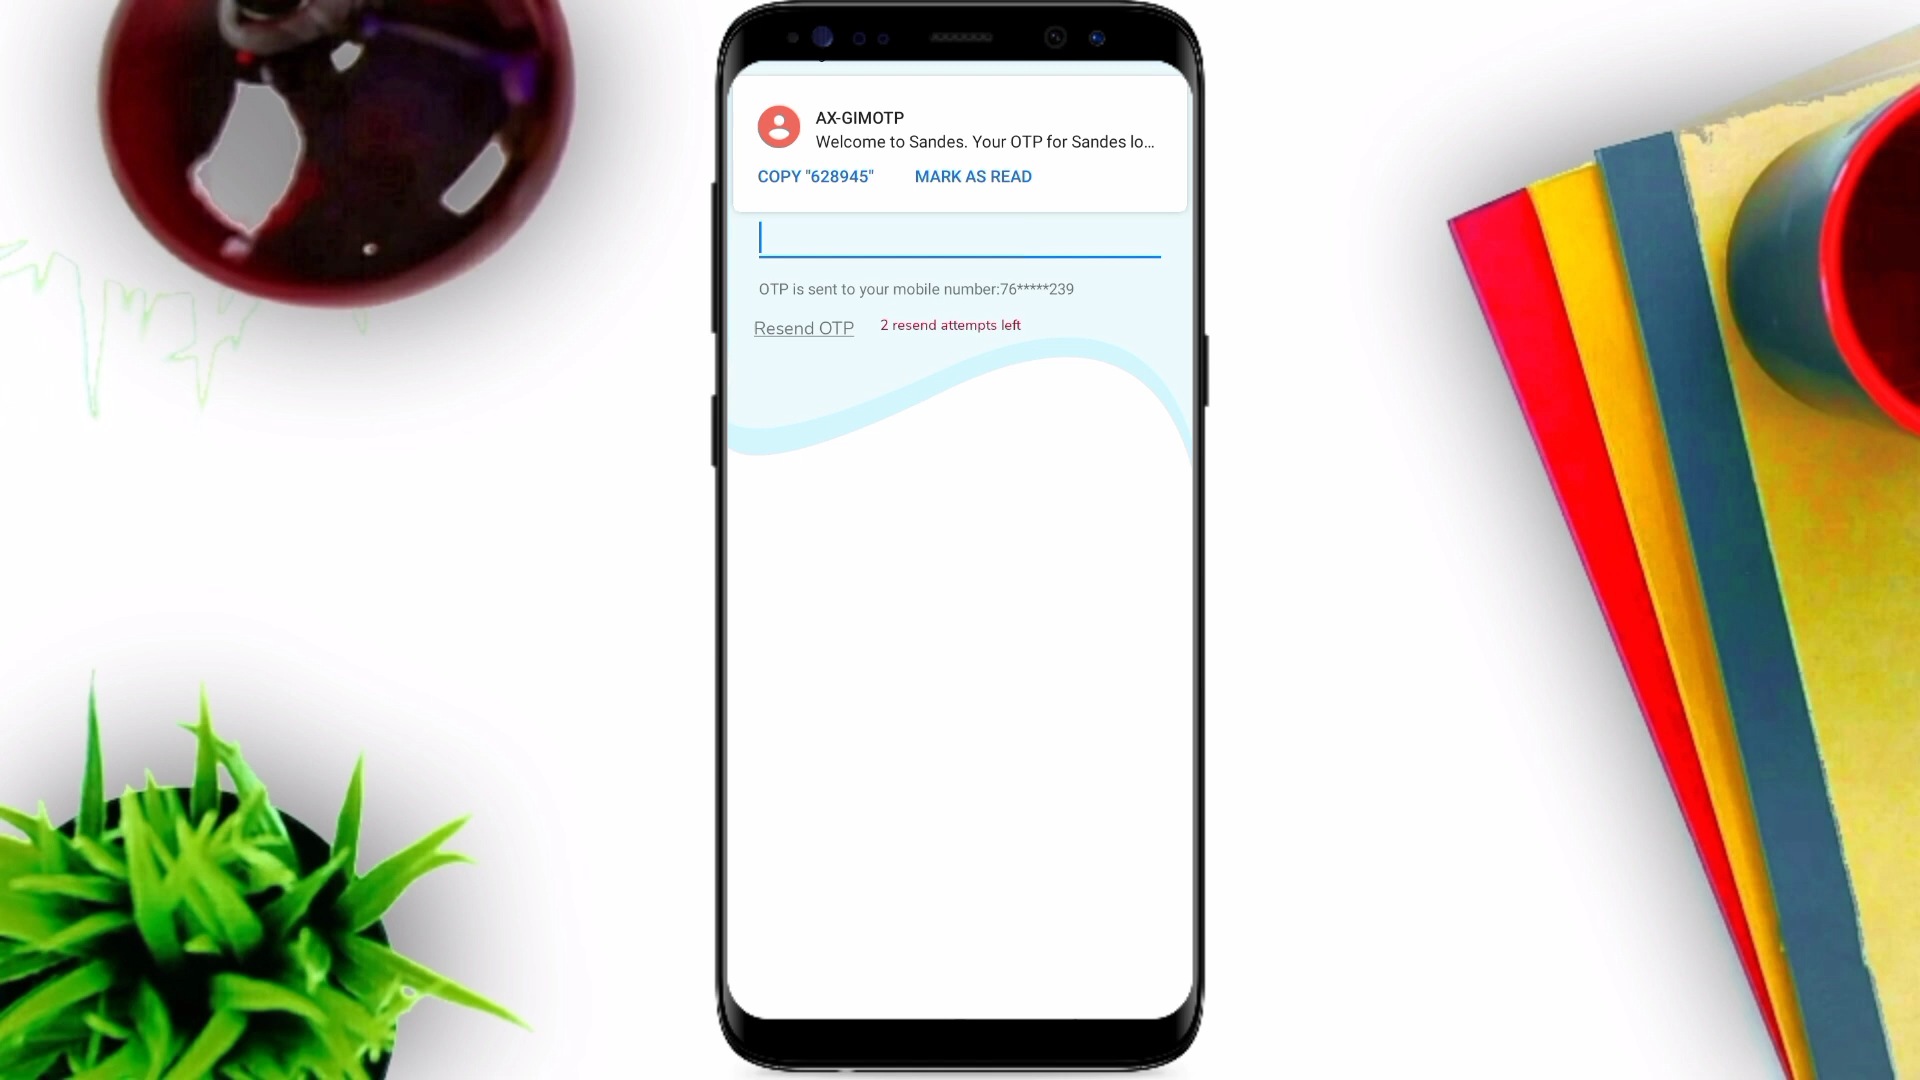 AX-GIMOTP
Welcome to Sandes. Your OTP for Sandes lo...
COPY "628945" MARK AS READ
OTP is sent to your mobile number:76*****239
Resend OTP 2 resend attempts left